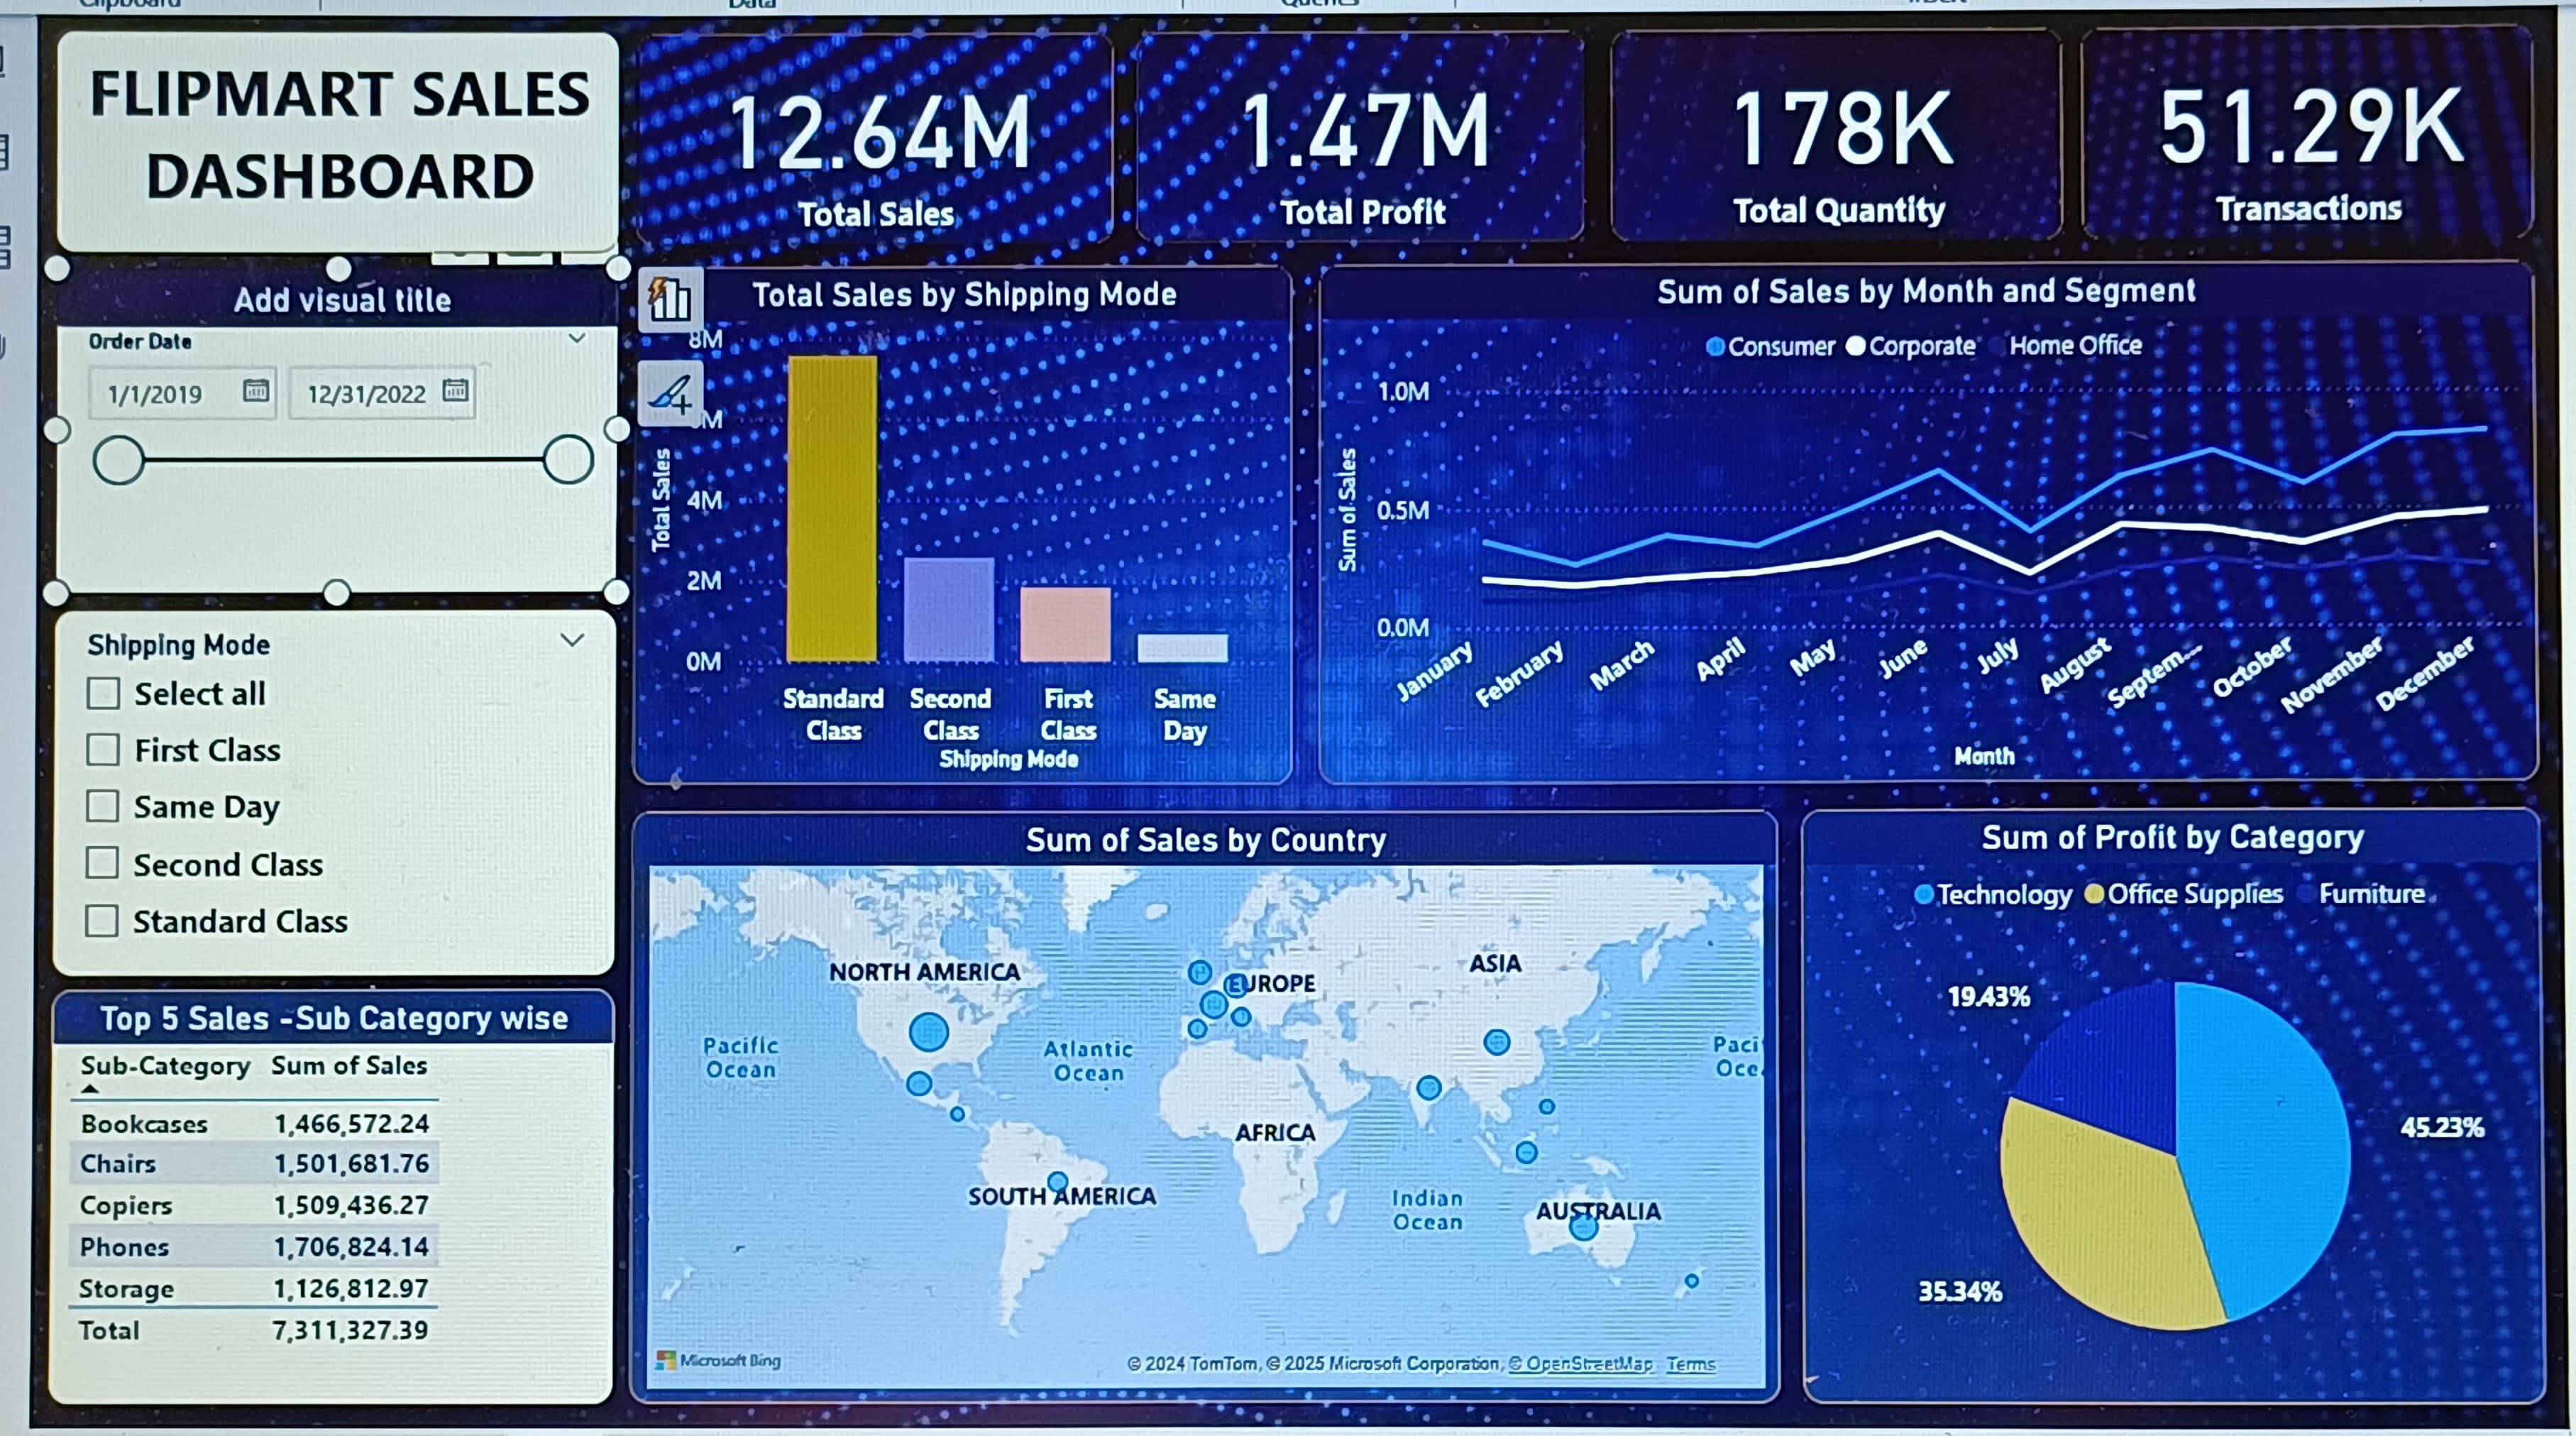 FLIPMART SALES
DASHBOARD
12.64M
Total Sales
1.47M
Total Profit
178K
Total Quantity
51.29K
Transactions
Add visual title
Order Date
1/1/2019
12/31/2022
Shipping Mode
Select all
First Class
Same Day
Second Class
Standard Class
Top 5 Sales -Sub Category wise
Sub-Category Sum of Sales
Bookcases 1,466,572.24
Chairs 1,501,681.76
Copiers 1,509,436.27
Phones 1,706,824.14
Storage 1,126,812.97
Total 7,311,327.39
Total Sales by Shipping Mode
Total Sales
8M
4M
2M
0M
Standard
Class
Second
Class
First
Class
Same
Day
Shipping Mode
Sum of Sales by Month and Segment
Consumer Corporate Home Office
Sum of Sales
1.0M
0.5M
0.0M
January
February
March
April
May
June
July
August
Septem...
October
November
December
Month
Sum of Sales by Country
NORTH AMERICA
EUROPE
ASIA
Pacific
Ocean
Atlantic
Ocean
AFRICA
SOUTH AMERICA
Indian
Ocean
AUSTRALIA
Microsoft Bing
© 2024 TomTom, © 2025 Microsoft Corporation, © OpenStreetMap Terms
Sum of Profit by Category
Technology Office Supplies Furniture
19.43%
45.23%
35.34%